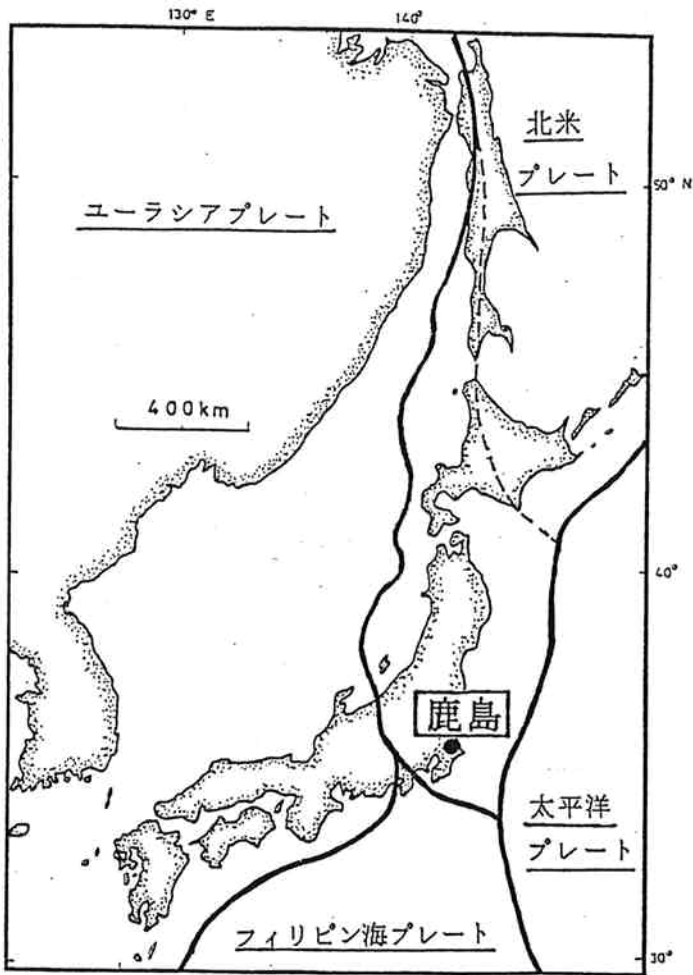 130° E
140°
北米
プレート
50° N
ユーラシアプレート
400km
40°
鹿島
太平洋
プレート
フィリピン海プレート
30°